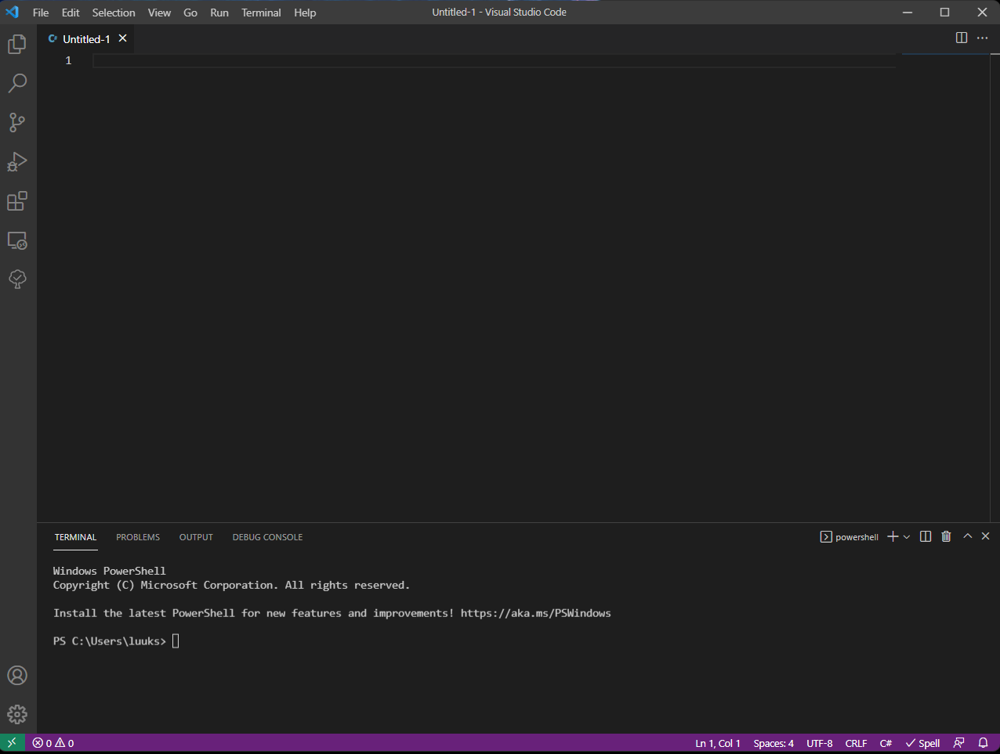 File Edit Selection View Go Run Terminal Help Untitled-1 - Visual Studio Code
Untitled-1
1
TERMINAL PROBLEMS OUTPUT DEBUG CONSOLE powershell
Windows PowerShell
Copyright (C) Microsoft Corporation. All rights reserved.
Install the latest PowerShell for new features and improvements! https://aka.ms/PSWindows
PS C:\Users\luuks>
0 0 Ln 1, Col 1 Spaces: 4 UTF-8 CRLF C# Spell